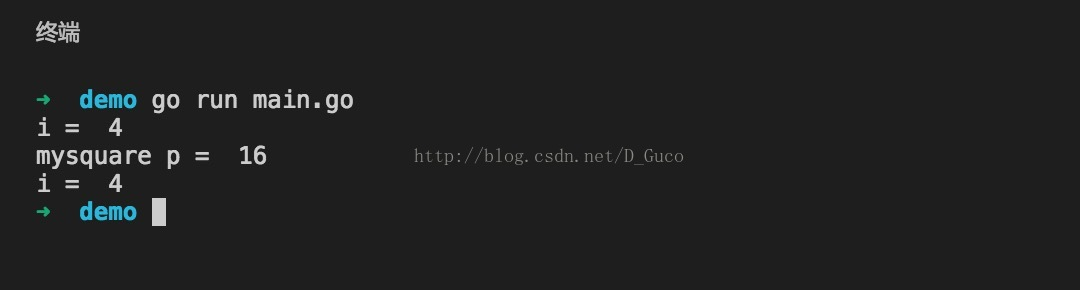 终端
➜  demo go run main.go
i =  4
mysquare p =  16
http://blog.csdn.net/D_Guco
i =  4
➜  demo